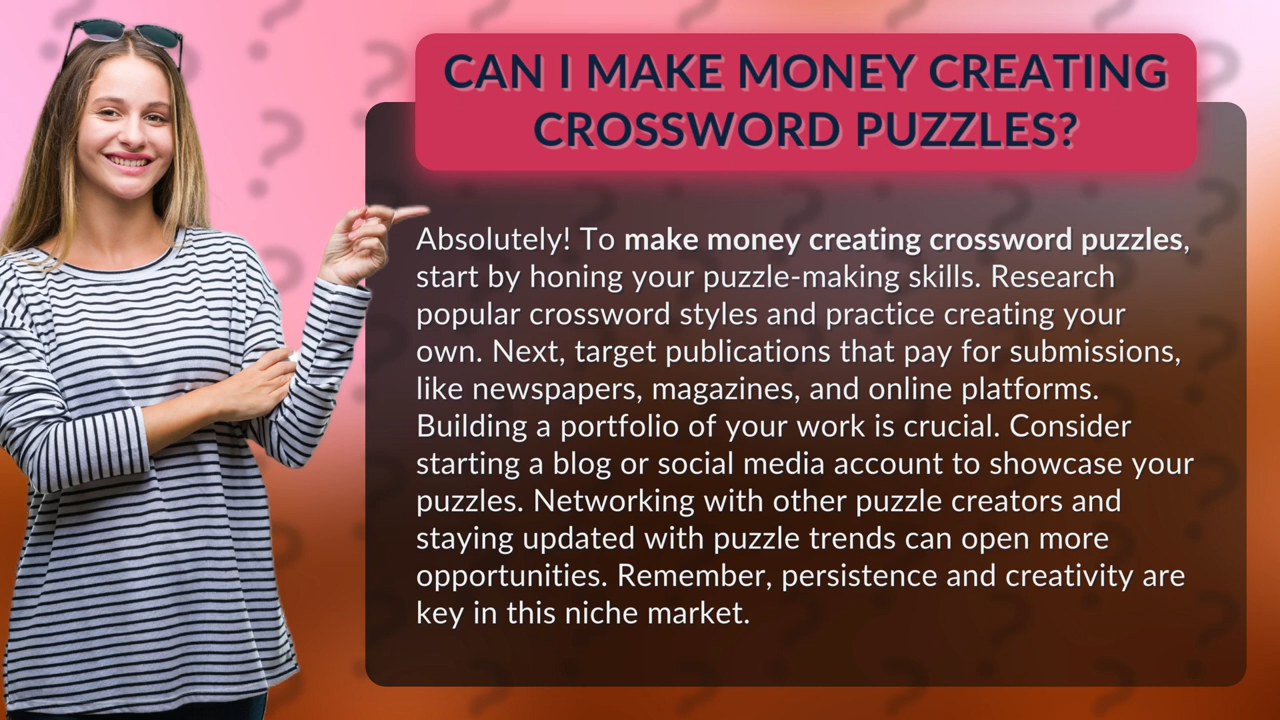 CAN I MAKE MONEY CREATING
CROSSWORD PUZZLES?
Absolutely! To make money creating crossword puzzles,
start by honing your puzzle-making skills. Research
popular crossword styles and practice creating your
own. Next, target publications that pay for submissions,
like newspapers, magazines, and online platforms.
Building a portfolio of your work is crucial. Consider
starting a blog or social media account to showcase your
puzzles. Networking with other puzzle creators and
staying updated with puzzle trends can open more
opportunities. Remember, persistence and creativity are
key in this niche market.